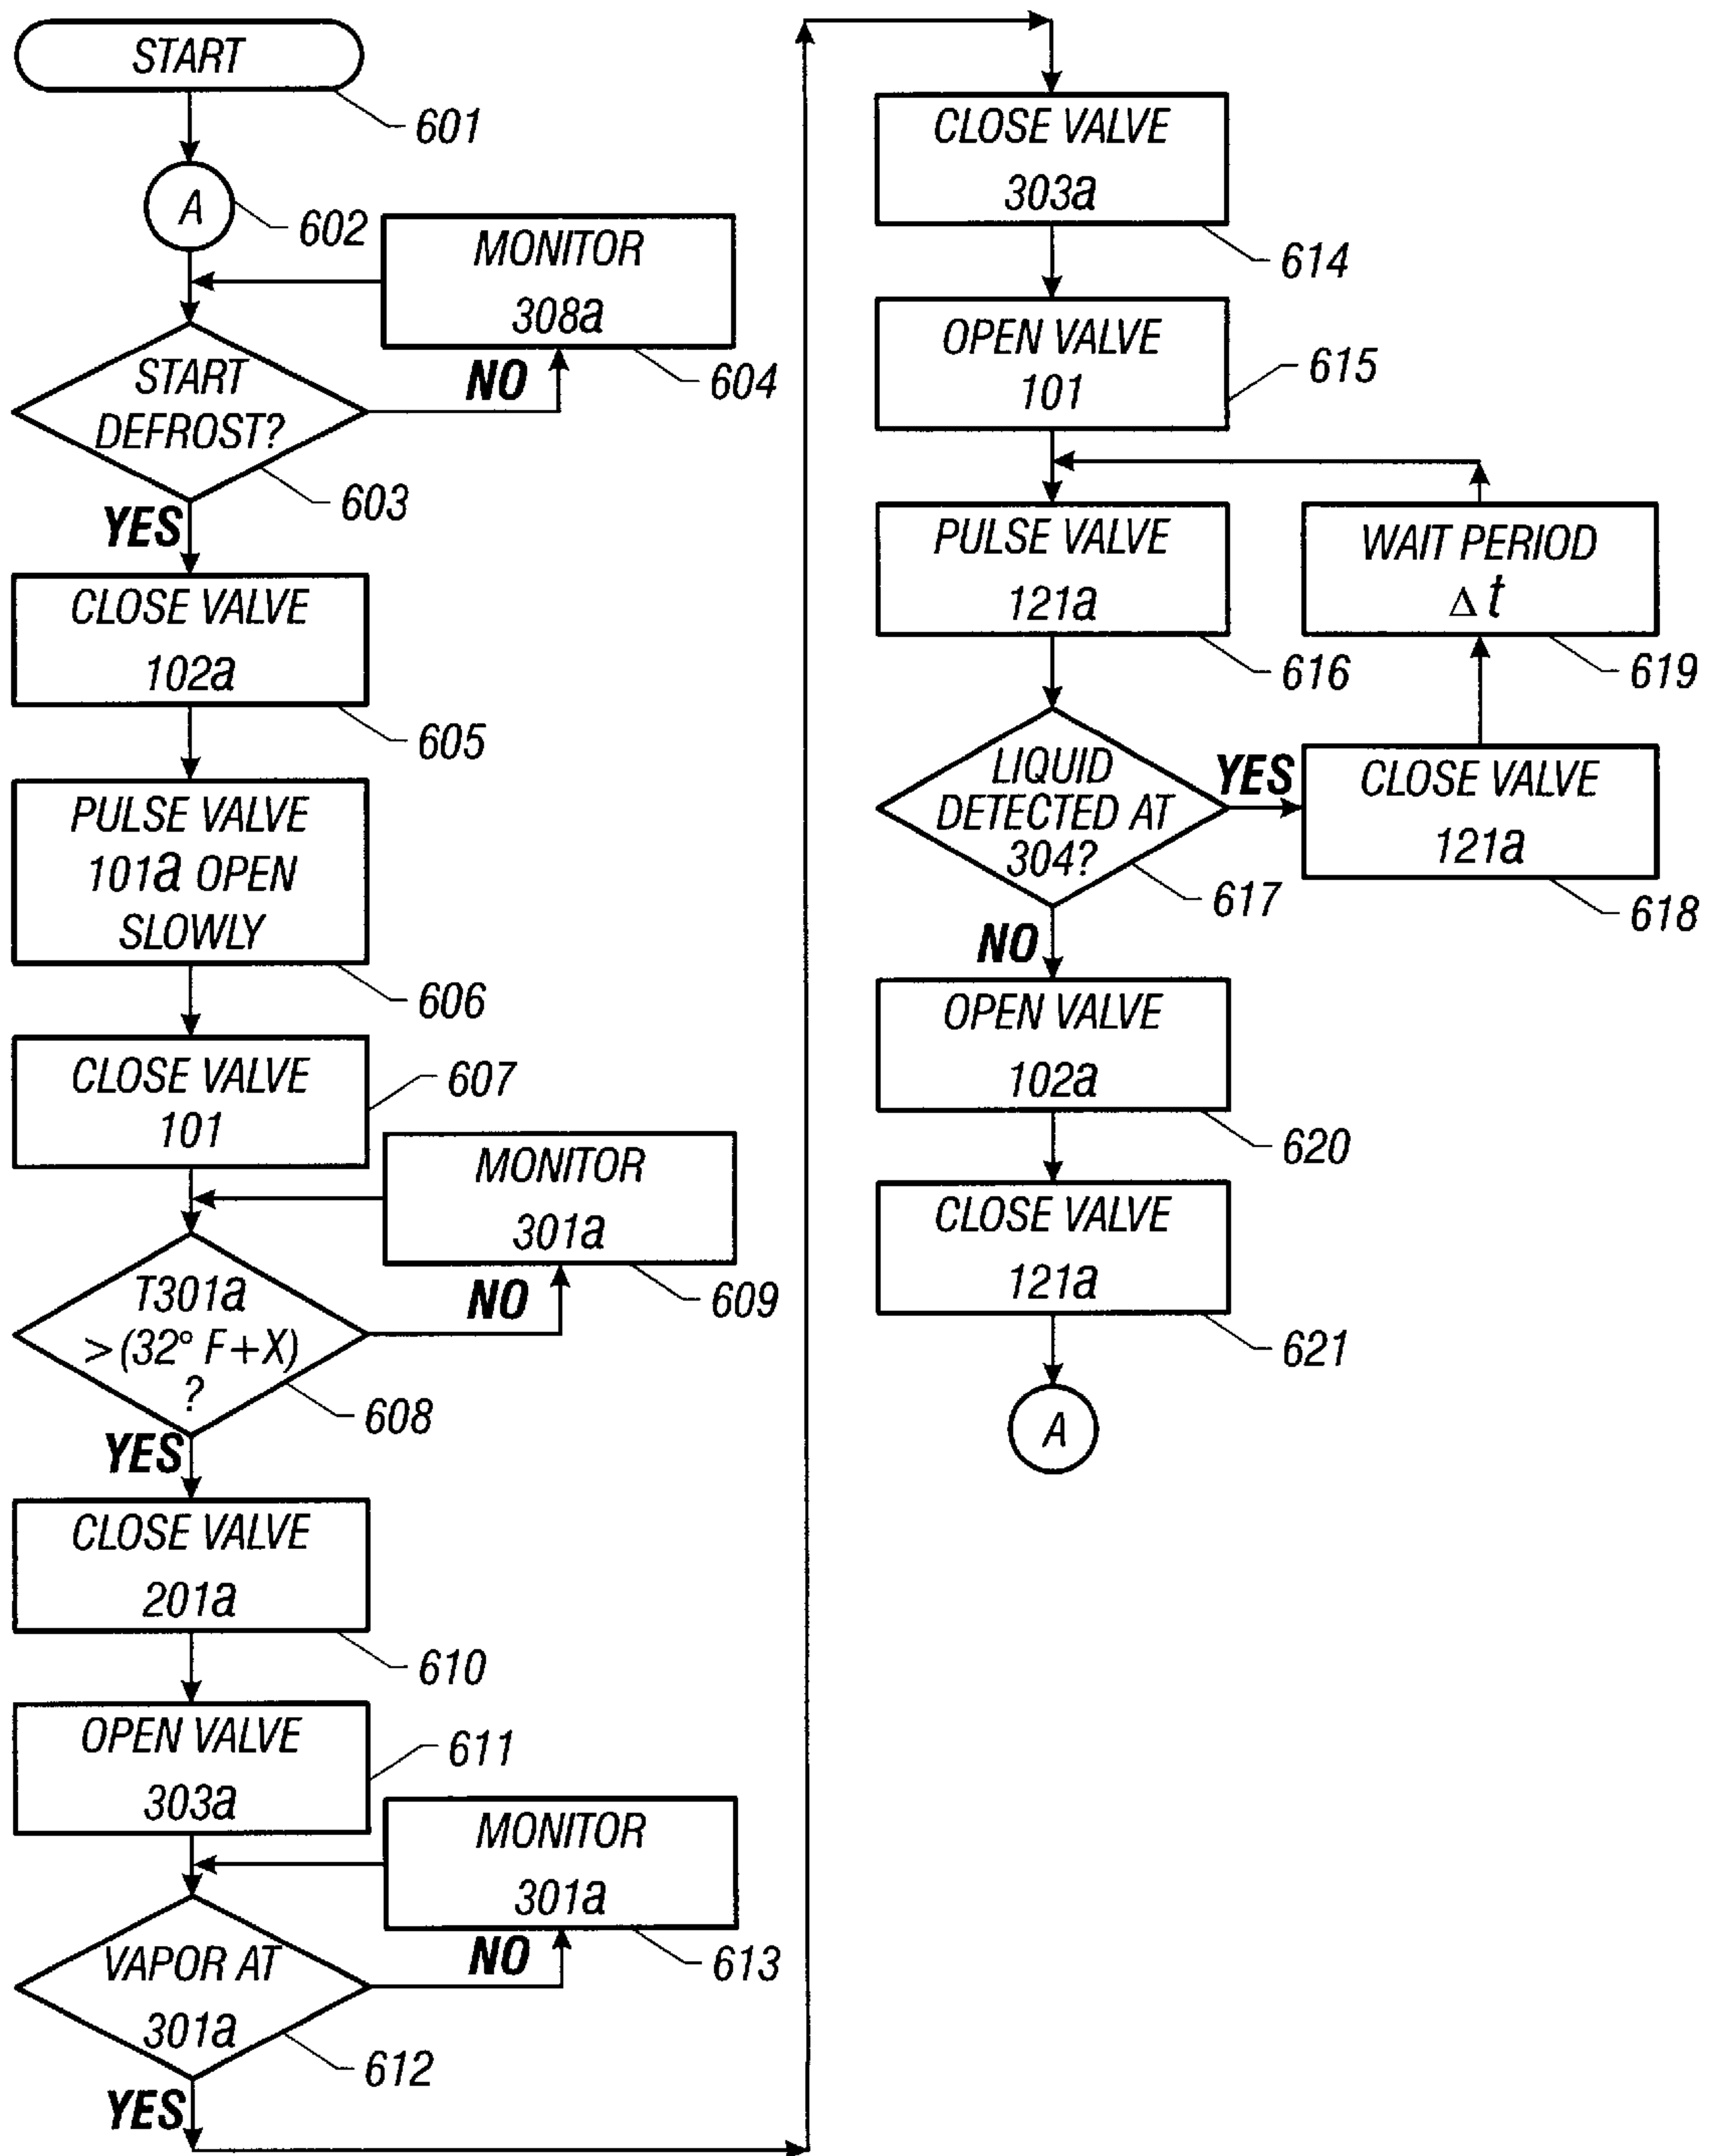 START
601
A
602
MONITOR
308a
604
START
DEFROST?
NO
603
YES
CLOSE VALVE
102a
605
PULSE VALVE
101a OPEN
SLOWLY
606
CLOSE VALVE
101
607
MONITOR
301a
609
T301a
>(32° F+X)
?
NO
608
YES
CLOSE VALVE
201a
610
OPEN VALVE
303a
611
MONITOR
301a
613
VAPOR AT
301a
NO
612
YES
CLOSE VALVE
303a
614
OPEN VALVE
101
615
PULSE VALVE
121a
616
WAIT PERIOD
Δ t
619
LIQUID
DETECTED AT
304?
YES
617
CLOSE VALVE
121a
618
NO
OPEN VALVE
102a
620
CLOSE VALVE
121a
621
A